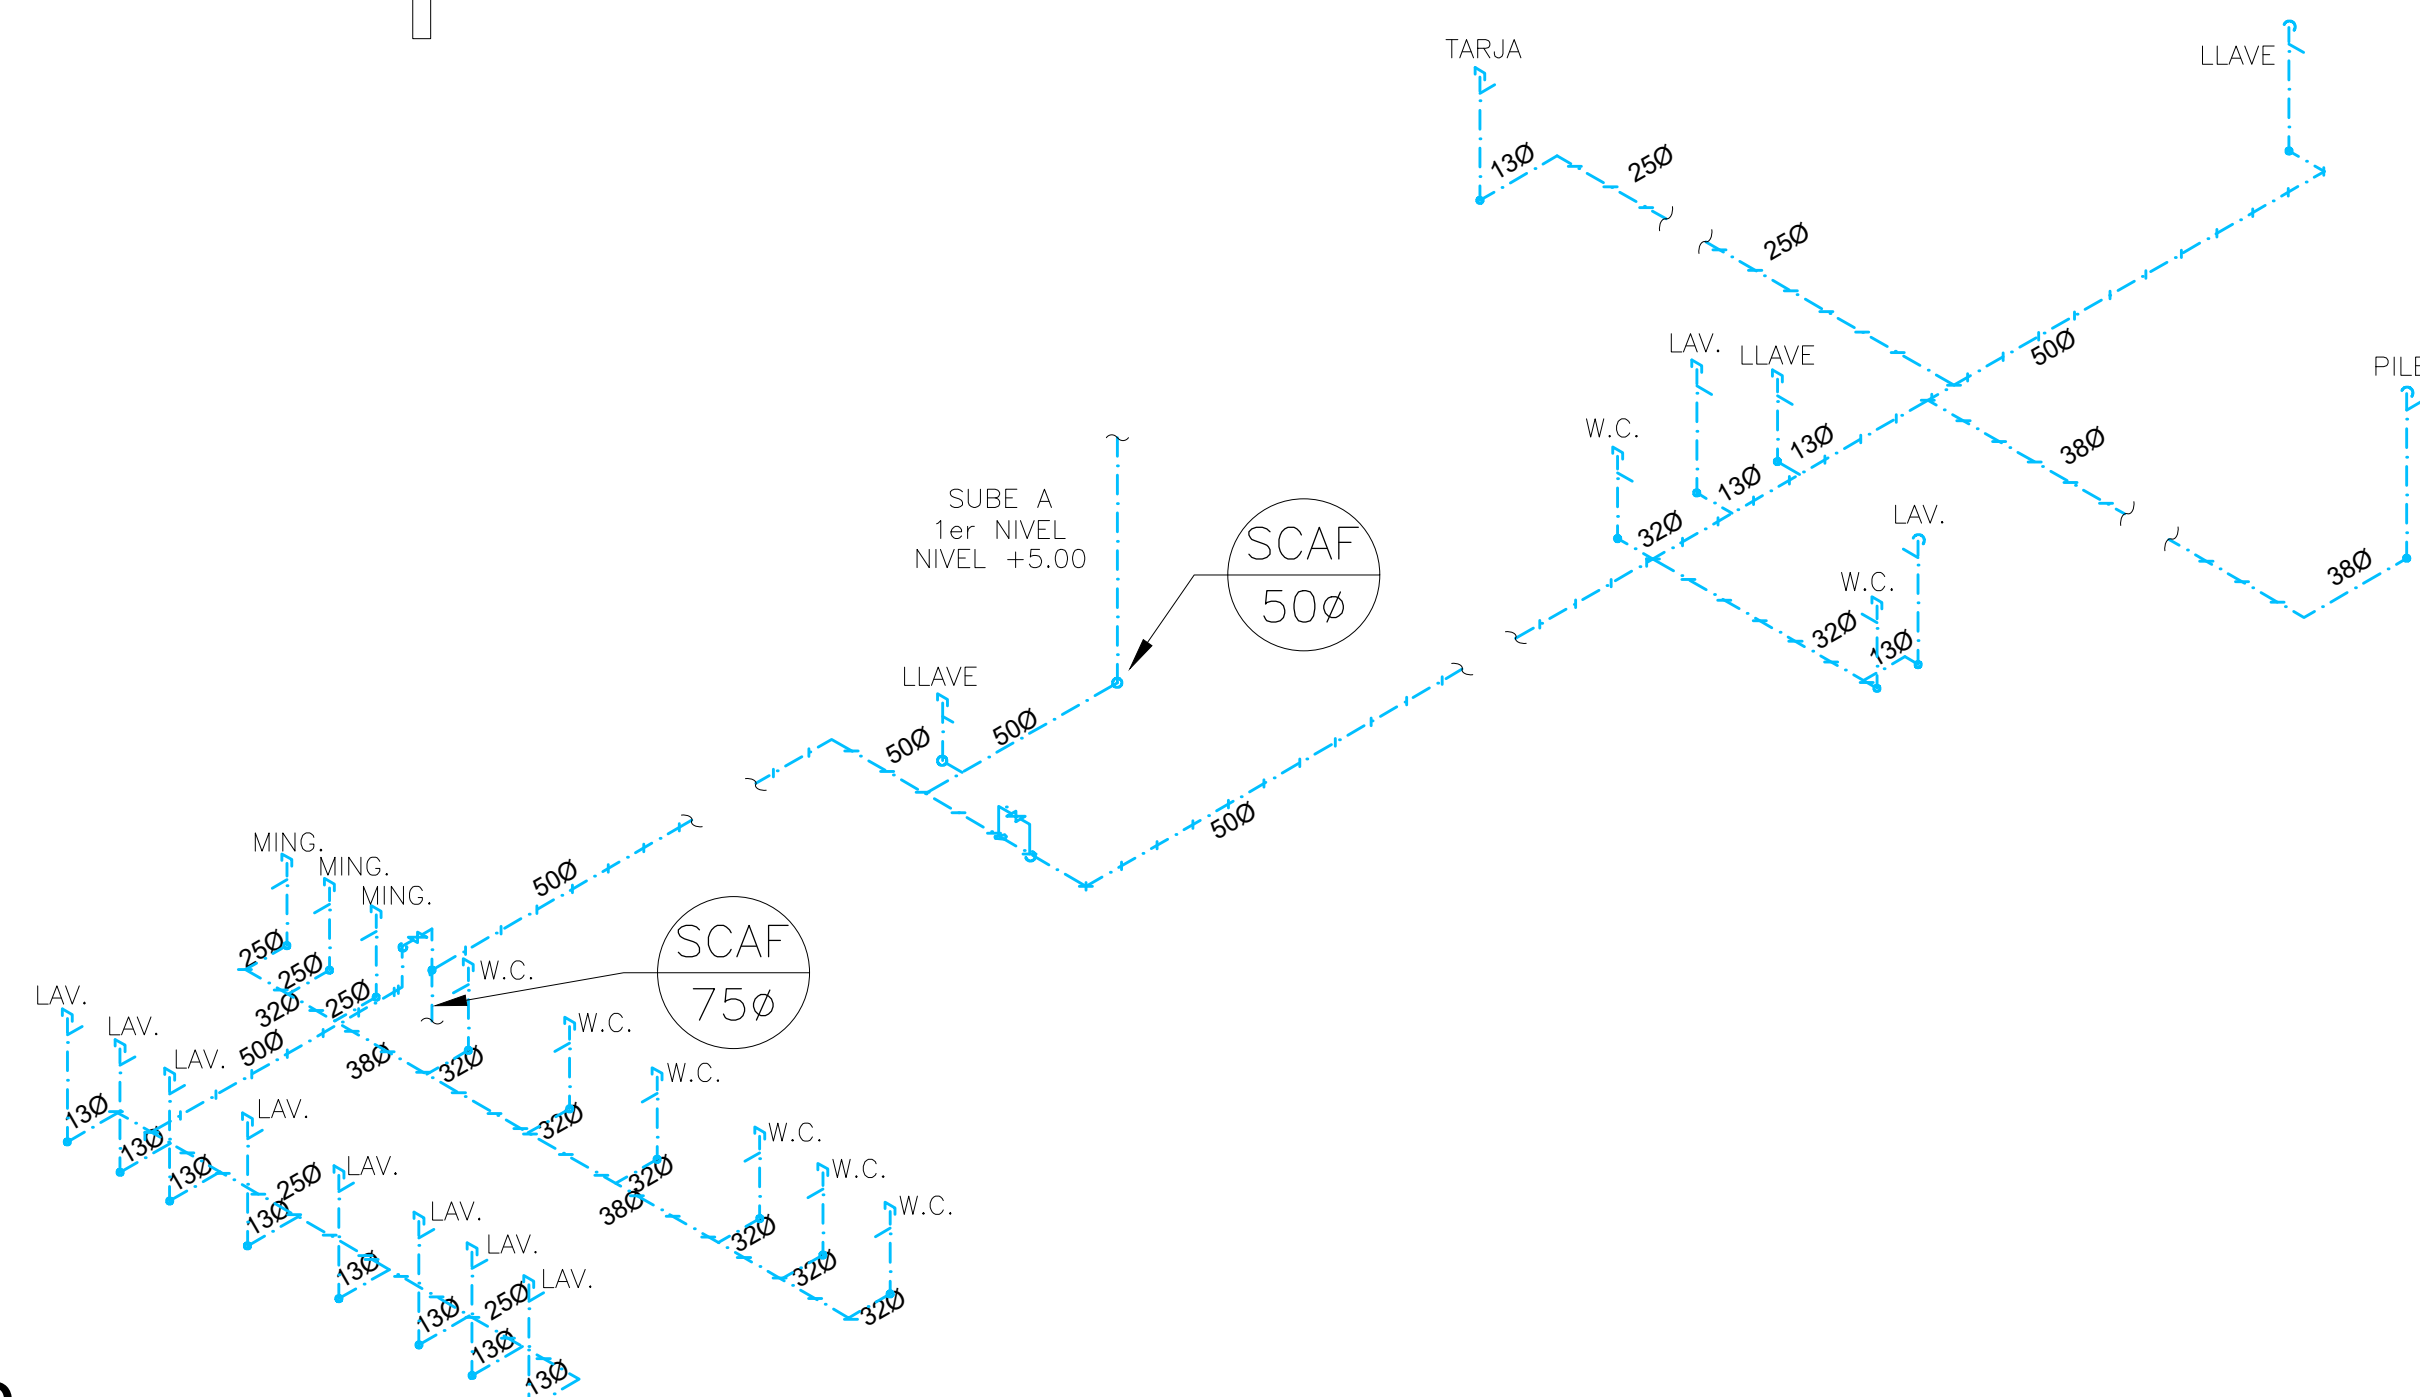 TARJA
LLAVE
13Ø
25Ø
25Ø
50Ø
LAV.
LLAVE
W.C.
13Ø
13Ø
32Ø
38Ø
38Ø
LAV.
W.C.
32Ø
13Ø
SUBE A
1er NIVEL
NIVEL +5.00
SCAF
50Ø
LLAVE
50Ø
50Ø
50Ø
MING.
MING.
MING.
50Ø
SCAF
75Ø
25Ø
25Ø
25Ø
32Ø
W.C.
LAV.
LAV.
LAV.
50Ø
38Ø
32Ø
W.C.
W.C.
13Ø
13Ø
13Ø
LAV.
32Ø
W.C.
W.C.
W.C.
25Ø
LAV.
32Ø
38Ø
13Ø
LAV.
32Ø
32Ø
32Ø
13Ø
LAV.
LAV.
25Ø
13Ø
13Ø
13Ø